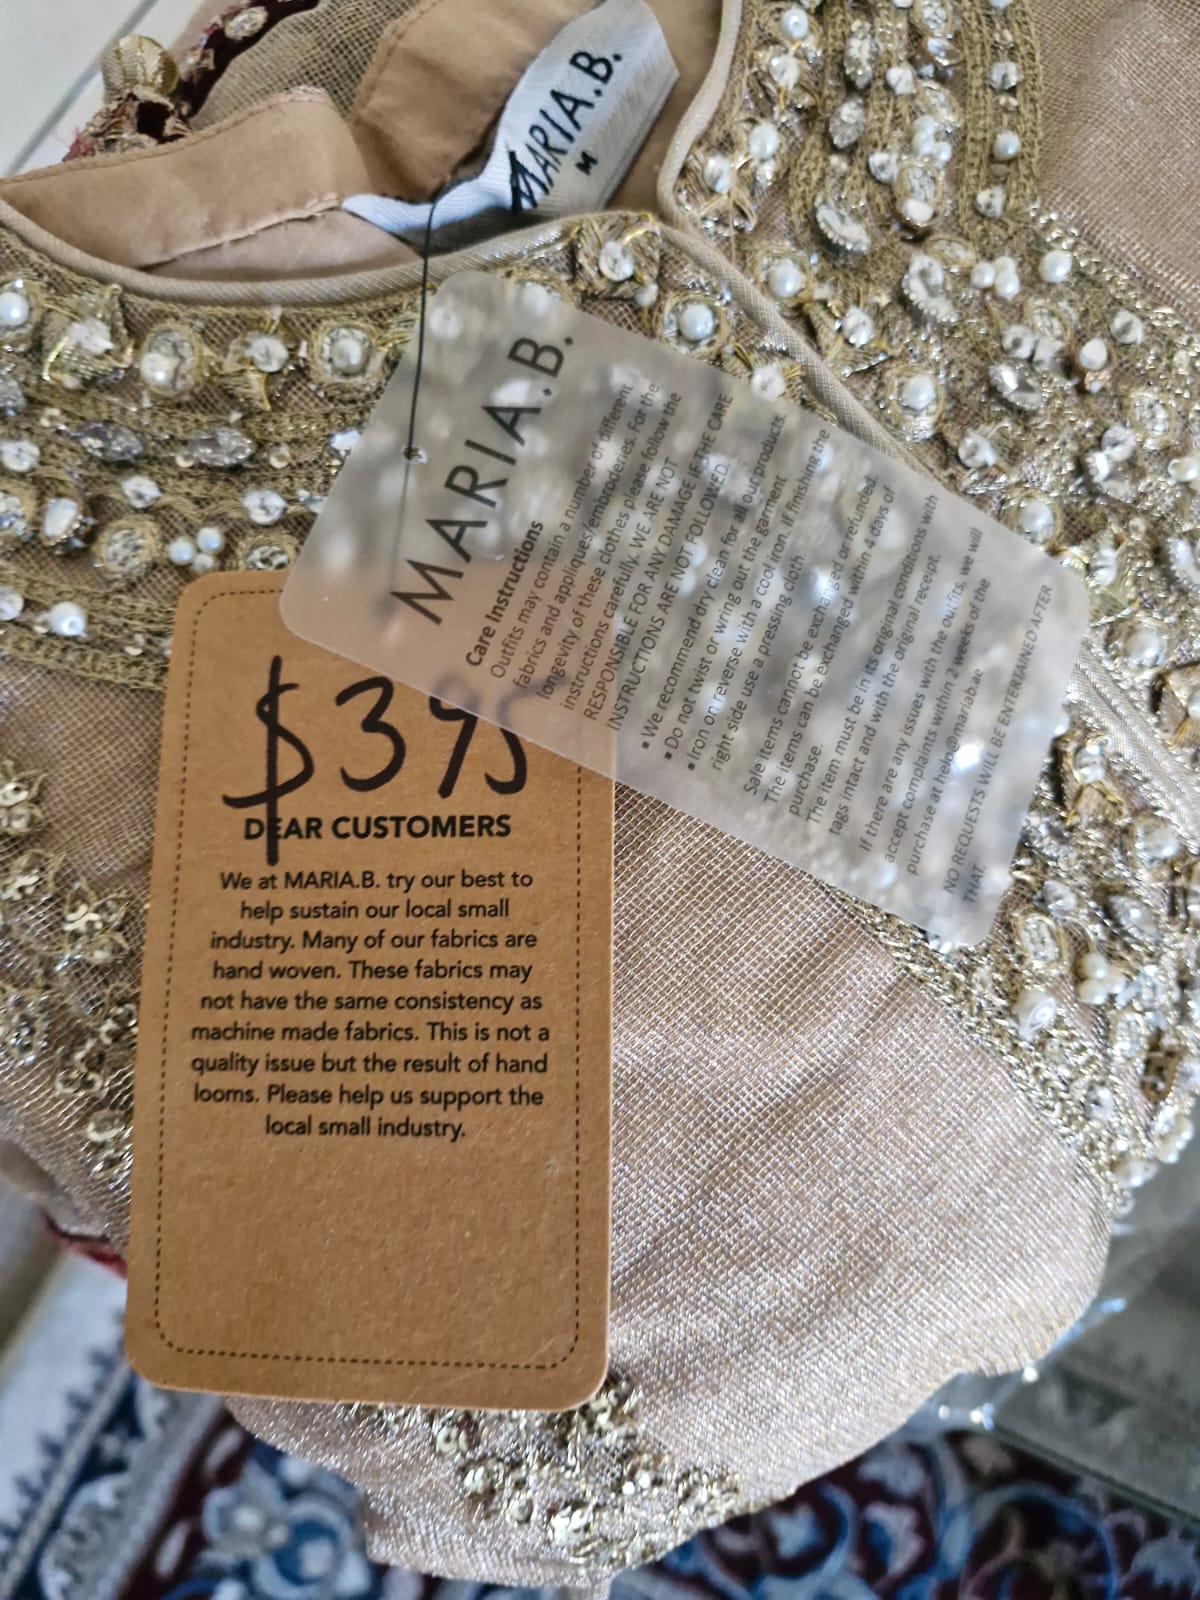 MARIA.B.
M
MARIA.B.
Care Instructions
Outfits may contain a number of different
fabrics and appliques/embroderies. For the
longevity of these clothes please follow the
instructions carefully. WE ARE NOT
RESPONSIBLE FOR ANY DAMAGE IF THE CARE
INSTRUCTIONS ARE NOT FOLLOWED.
▪ We recommend dry clean for all our products
▪ Do not twist or wring out the garment
▪ Iron on reverse with a cool iron. if finishing the
right side use a pressing cloth.
Sale items cannot be exchanged or refunded.
The items can be exchanged within 4 days of
purchase.
The item must be in its original conditions with
tags intact and with the original receipt.
If there are any issues with the outfits, we will
accept complaints within 2 weeks of the
purchase at helo@mariab.ae
NO REQUESTS WILL BE ENTERTAINED AFTER
THAT.
$395
DEAR CUSTOMERS
We at MARIA.B. try our best to
help sustain our local small
industry. Many of our fabrics are
hand woven. These fabrics may
not have the same consistency as
machine made fabrics. This is not a
quality issue but the result of hand
looms. Please help us support the
local small industry.